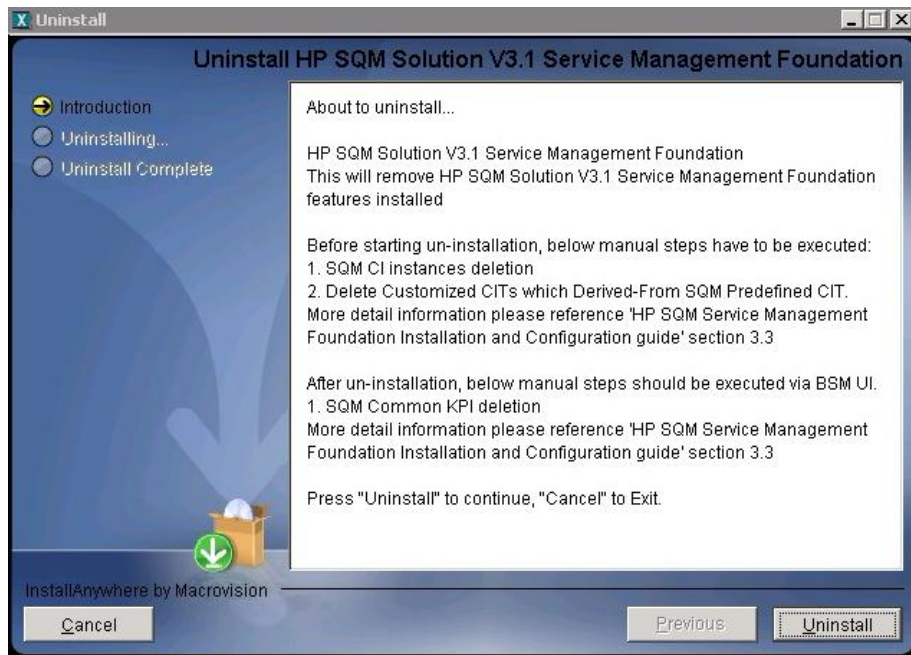 Uninstall
Uninstall HP SQM Solution V3.1 Service Management Foundation
Introduction
Uninstalling...
Uninstall Complete
About to uninstall...
HP SQM Solution V3.1 Service Management Foundation
This will remove HP SQM Solution V3.1 Service Management Foundation
features installed
Before starting un-installation, below manual steps have to be executed:
1. SQM CI instances deletion
2. Delete Customized CITs which Derived-From SQM Predefined CIT.
More detail information please reference 'HP SQM Service Management
Foundation Installation and Configuration guide' section 3.3
After un-installation, below manual steps should be executed via BSM UI.
1. SQM Common KPI deletion
More detail information please reference 'HP SQM Service Management
Foundation Installation and Configuration guide' section 3.3
Press "Uninstall" to continue, "Cancel" to Exit.
InstallAnywhere by Macrovision
Cancel
Previous
Uninstall